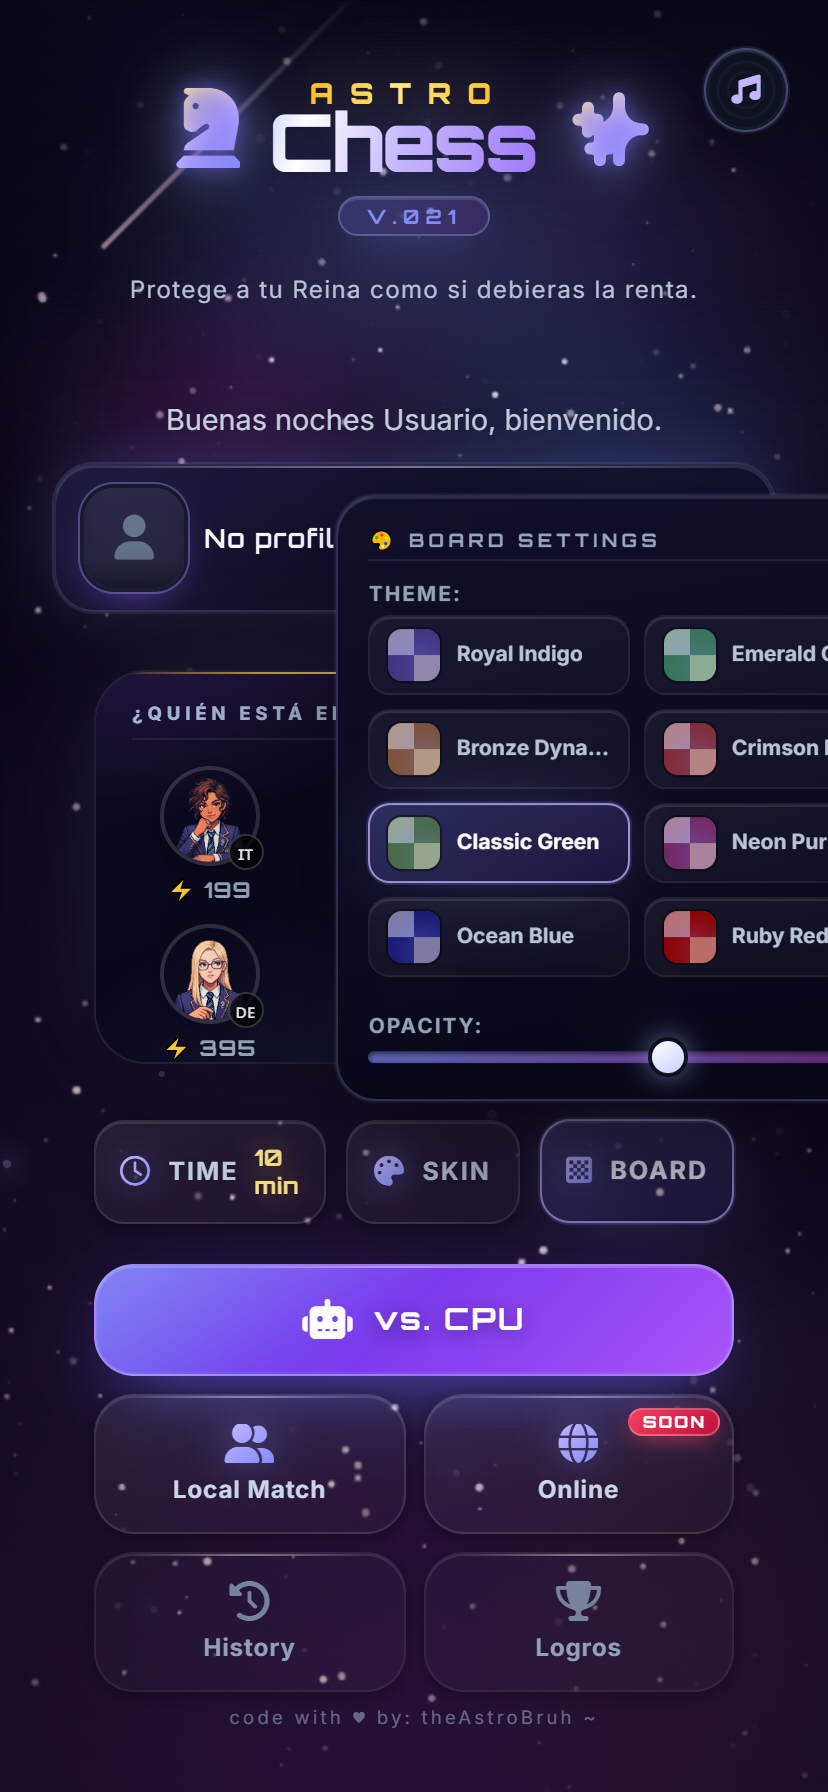 ASTRO
Chess
V.021
Protege a tu Reina como si debieras la renta.
Buenas noches Usuario, bienvenido.
No profil
BOARD SETTINGS
THEME:
Royal Indigo
Emerald
Bronze Dyna...
Crimson
Classic Green
Neon Pur
Ocean Blue
Ruby Red
OPACITY:
¿QUIÉN ESTÁ
IT
199
DE
395
TIME 10 min
SKIN
BOARD
vs. CPU
Local Match
Online
SOON
History
Logros
code with ♥ by: theAstroBruh ~